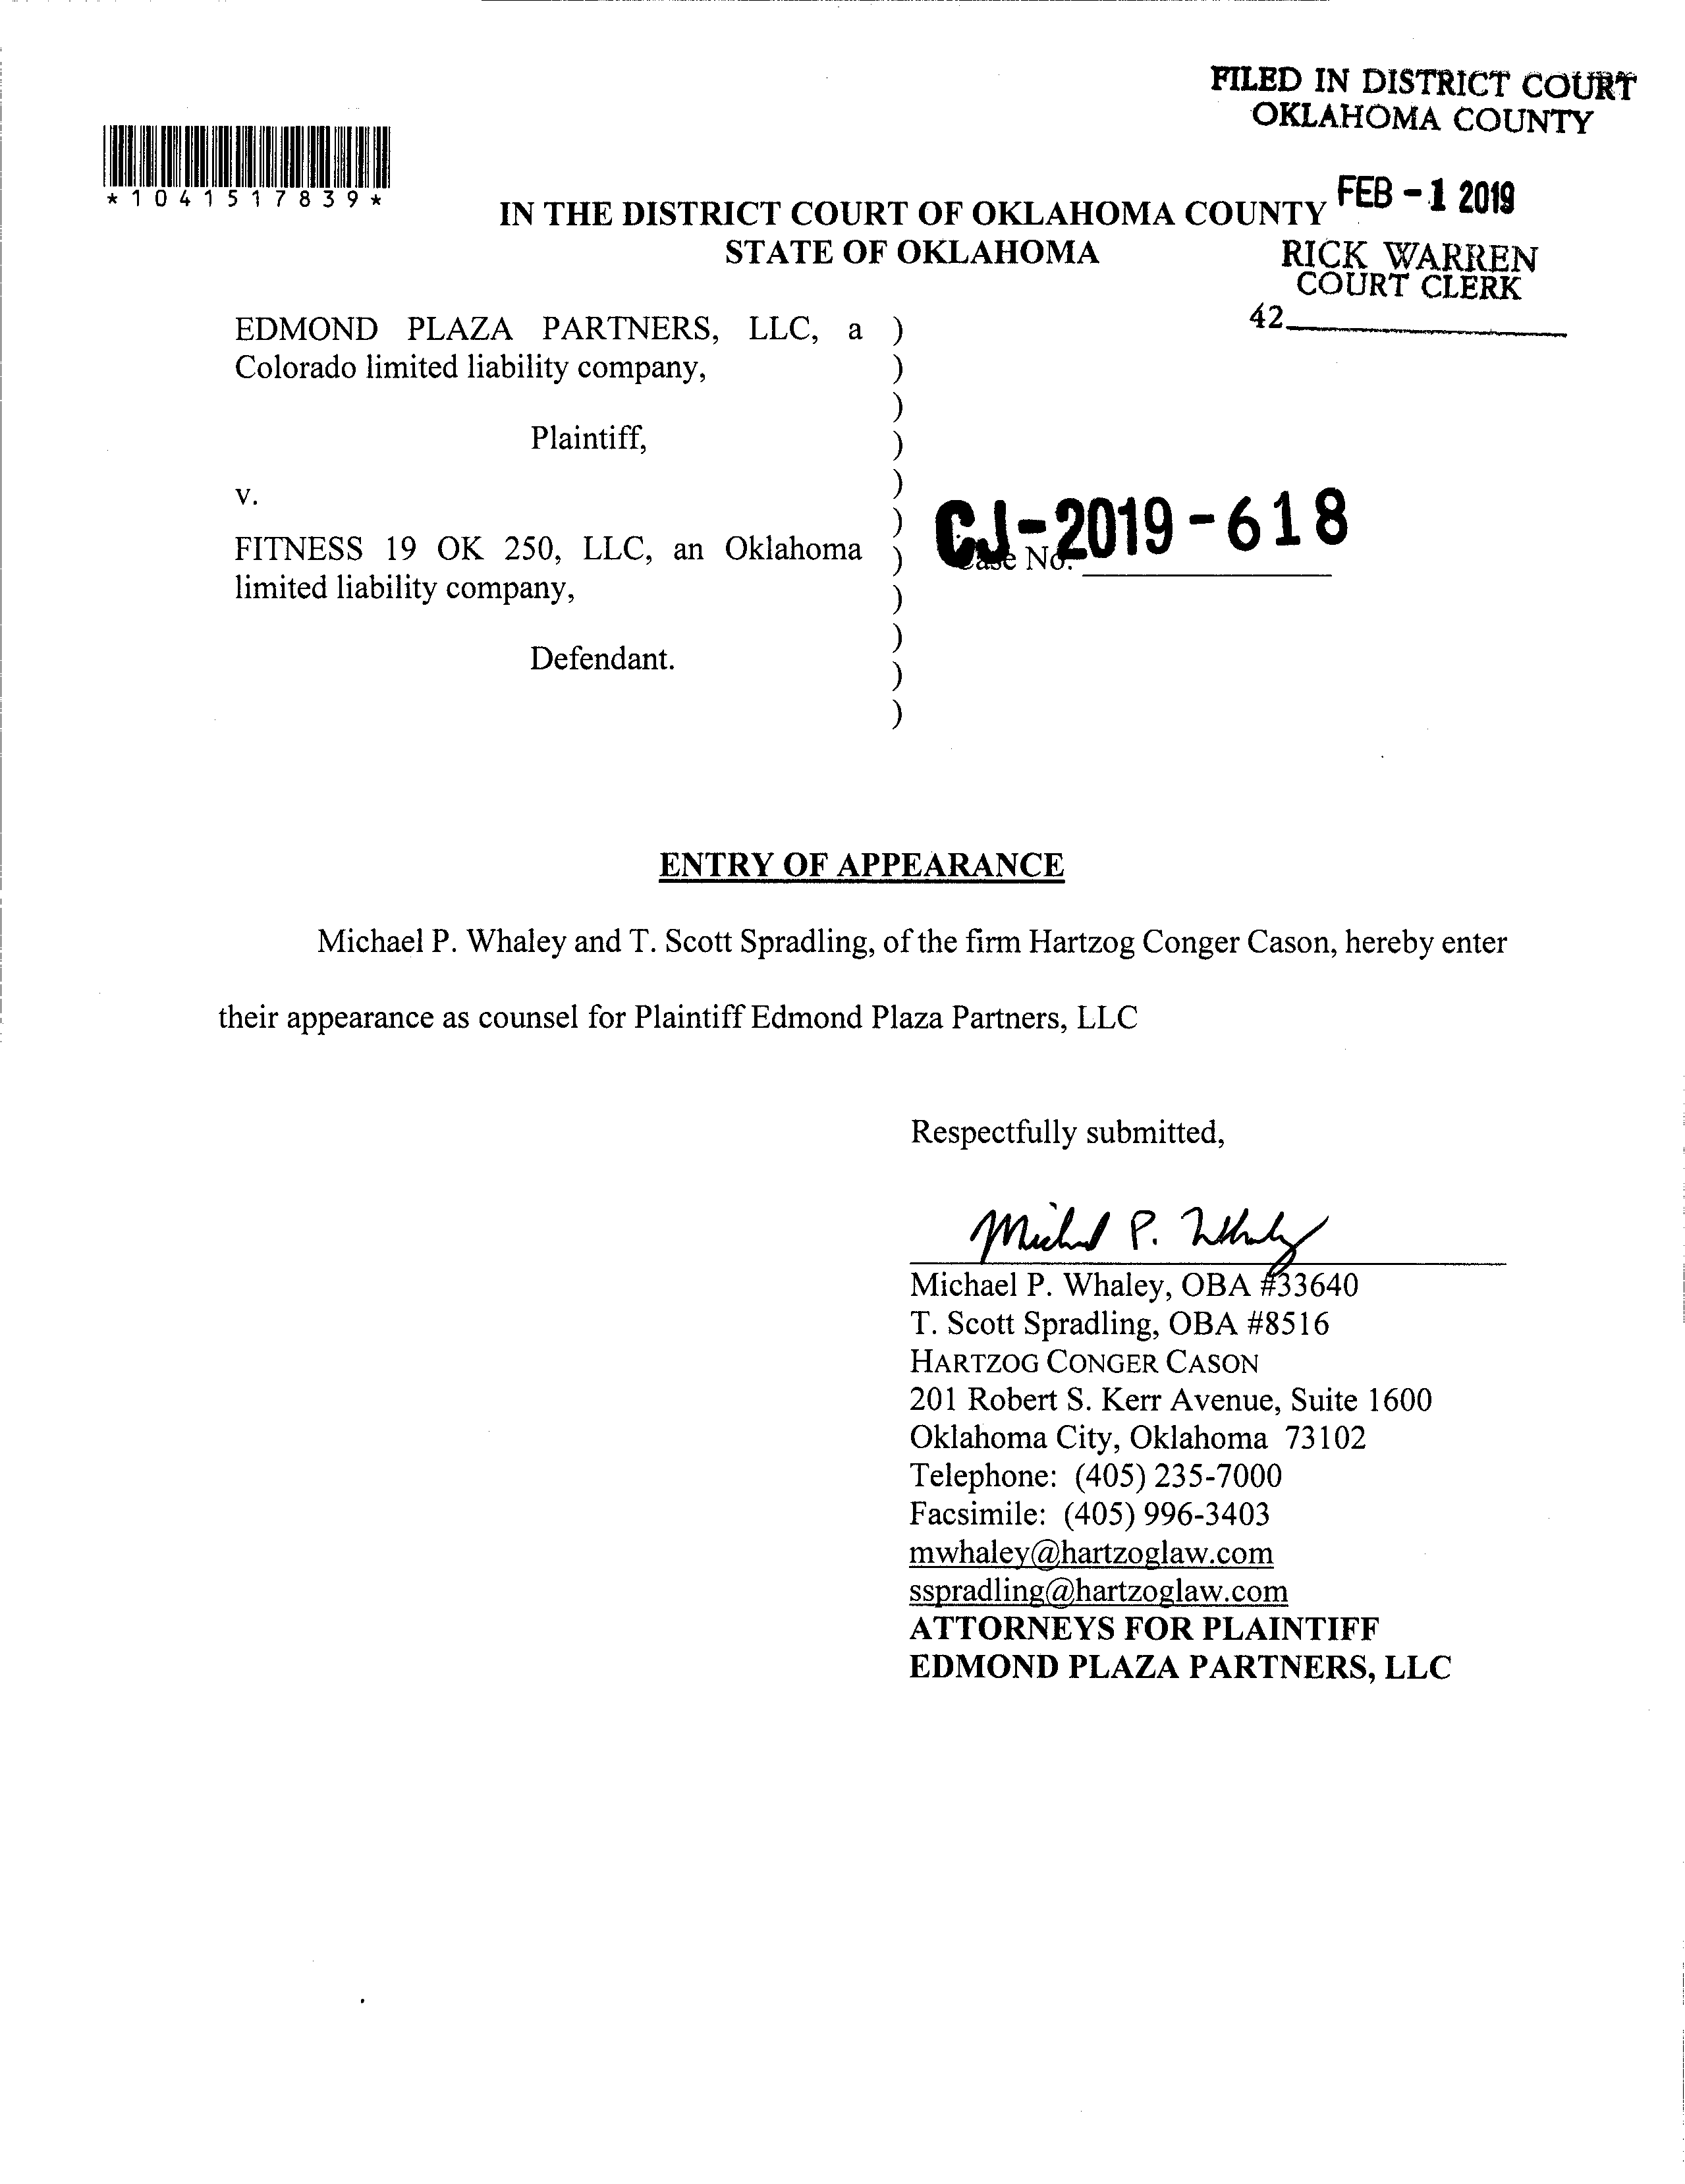 FILED IN DISTRICT COURT
OKLAHOMA COUNTY
*1041517839*
FEB - 1 2019
IN THE DISTRICT COURT OF OKLAHOMA COUNTY
STATE OF OKLAHOMA
RICK WARREN
COURT CLERK
42
EDMOND PLAZA PARTNERS, LLC, a )
Colorado limited liability company, )
)
Plaintiff, )
)
v.
)
FITNESS 19 OK 250, LLC, an Oklahoma )
CJ-2019-618
Case No.
limited liability company, )
)
Defendant. )
)
ENTRY OF APPEARANCE
Michael P. Whaley and T. Scott Spradling, of the firm Hartzog Conger Cason, hereby enter
their appearance as counsel for Plaintiff Edmond Plaza Partners, LLC
Respectfully submitted,
Michael P. Whaley
Michael P. Whaley, OBA #33640
T. Scott Spradling, OBA #8516
HARTZOG CONGER CASON
201 Robert S. Kerr Avenue, Suite 1600
Oklahoma City, Oklahoma 73102
Telephone: (405) 235-7000
Facsimile: (405) 996-3403
mwhaley@hartzoglaw.com
sspradling@hartzoglaw.com
ATTORNEYS FOR PLAINTIFF
EDMOND PLAZA PARTNERS, LLC